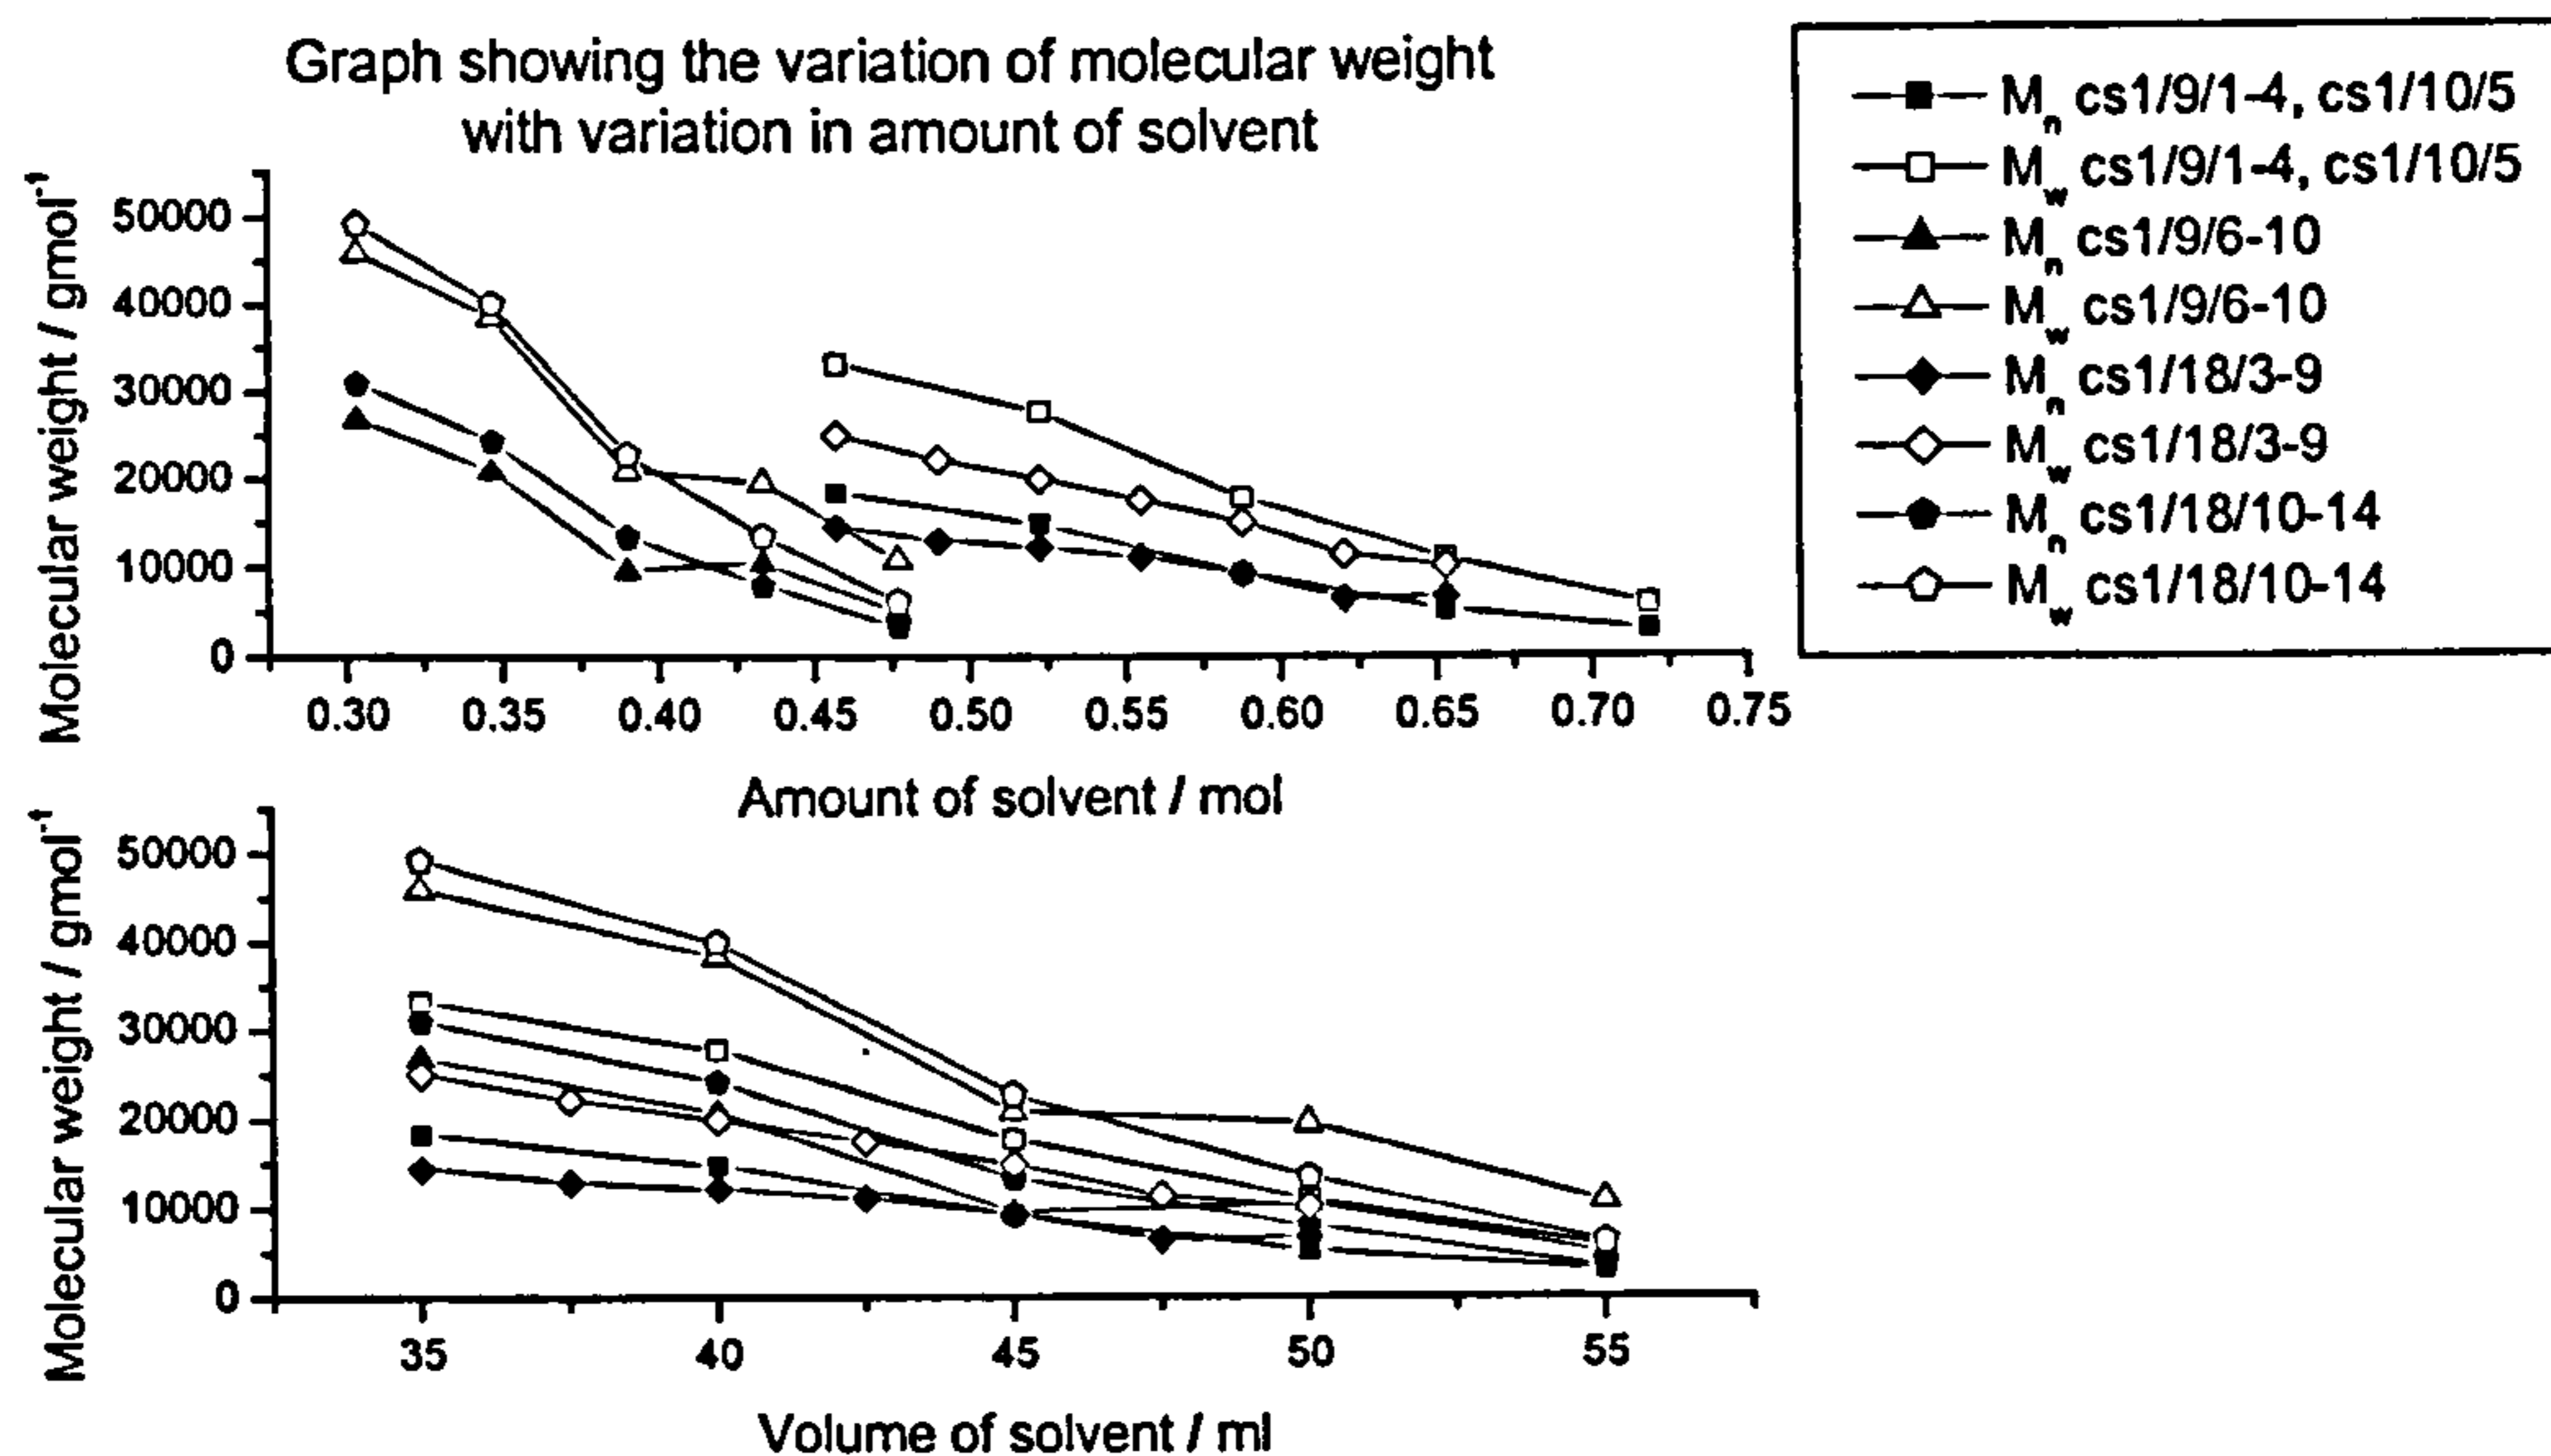 Graph showing the variation of molecular weight
with variation in amount of solvent
Molecular weight / gmol⁻¹
50000
40000
30000
20000
10000
0
0.30 0.35 0.40 0.45 0.50 0.55 0.60 0.65 0.70 0.75
Amount of solvent / mol
Mₙ cs1/9/1-4, cs1/10/5
M_w cs1/9/1-4, cs1/10/5
Mₙ cs1/9/6-10
M_w cs1/9/6-10
Mₙ cs1/18/3-9
M_w cs1/18/3-9
Mₙ cs1/18/10-14
M_w cs1/18/10-14
Molecular weight / gmol⁻¹
50000
40000
30000
20000
10000
0
35 40 45 50 55
Volume of solvent / ml